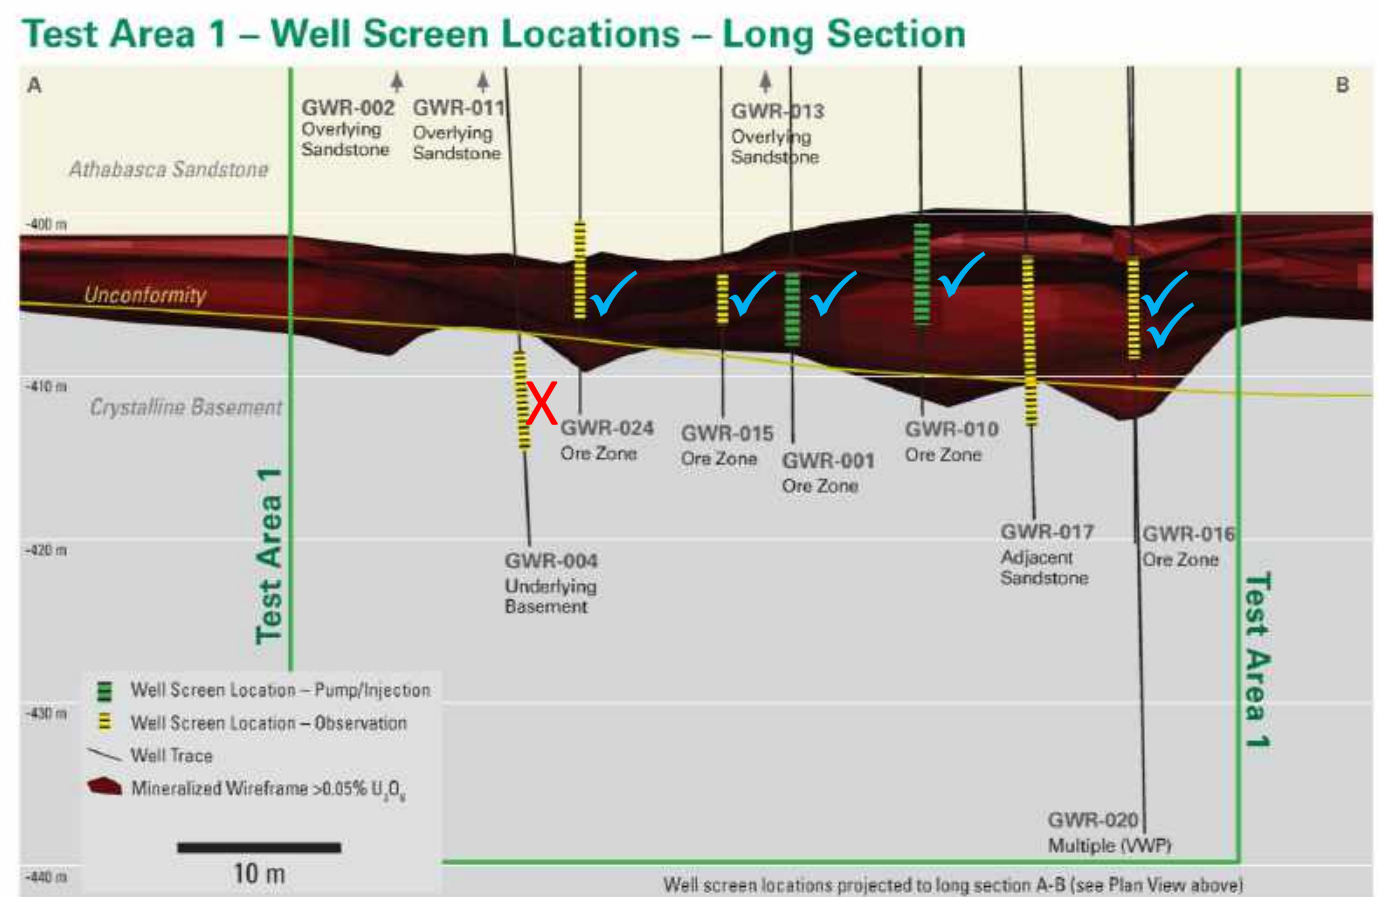 Test Area 1 – Well Screen Locations – Long Section
A
B
GWR-002
Overlying
Sandstone
GWR-011
Overlying
Sandstone
GWR-013
Overlying
Sandstone
Athabasca Sandstone
-400 m
Unconformity
-410 m
Crystalline Basement
X
GWR-024
Ore Zone
GWR-015
Ore Zone
GWR-001
Ore Zone
GWR-010
Ore Zone
GWR-017
Adjacent
Sandstone
GWR-016
Ore Zone
Test Area 1
-420 m
GWR-004
Underlying
Basement
Test Area 1
Well Screen Location – Pump/Injection
-430 m
Well Screen Location – Observation
Well Trace
Mineralized Wireframe >0.05% U₃O₈
GWR-020
Multiple (VWP)
10 m
-440 m
Well screen locations projected to long section A-B (see Plan View above)